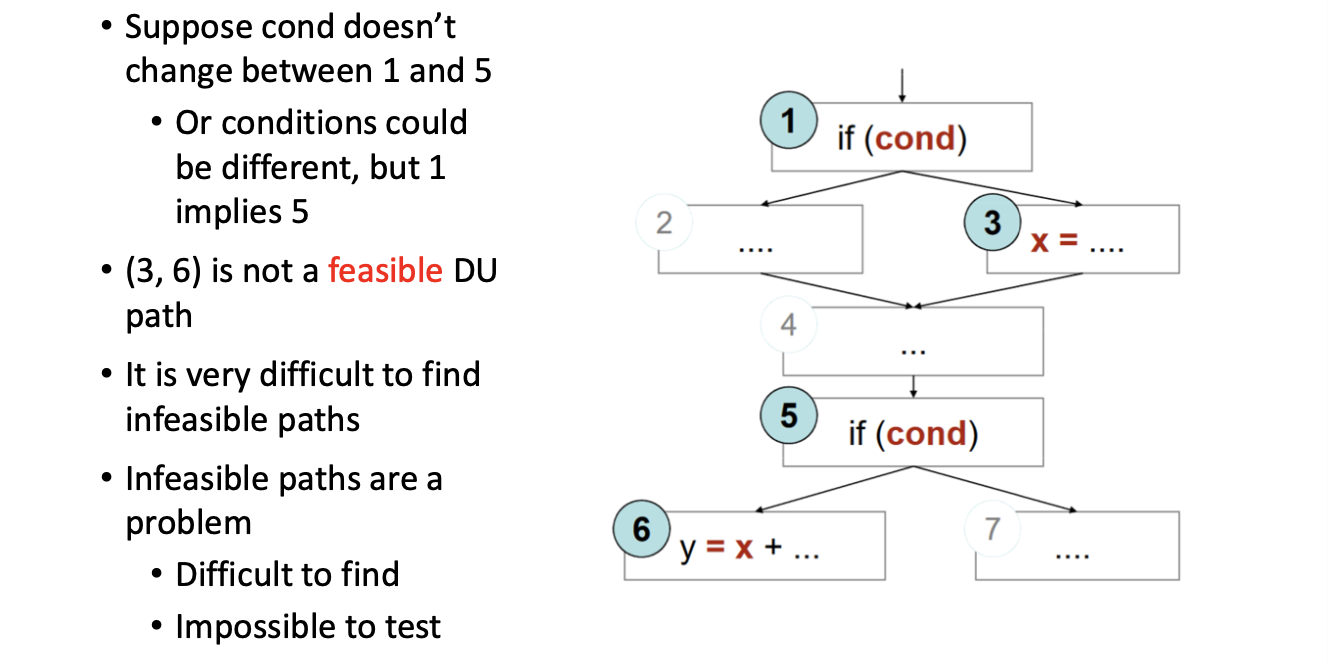 • Suppose cond doesn’t
change between 1 and 5
• Or conditions could
be different, but 1
implies 5
• (3, 6) is not a feasible DU
path
• It is very difficult to find
infeasible paths
• Infeasible paths are a
problem
• Difficult to find
• Impossible to test
1
if (cond)
2
....
3
x = ....
4
...
5
if (cond)
6
y = x + ...
7
....